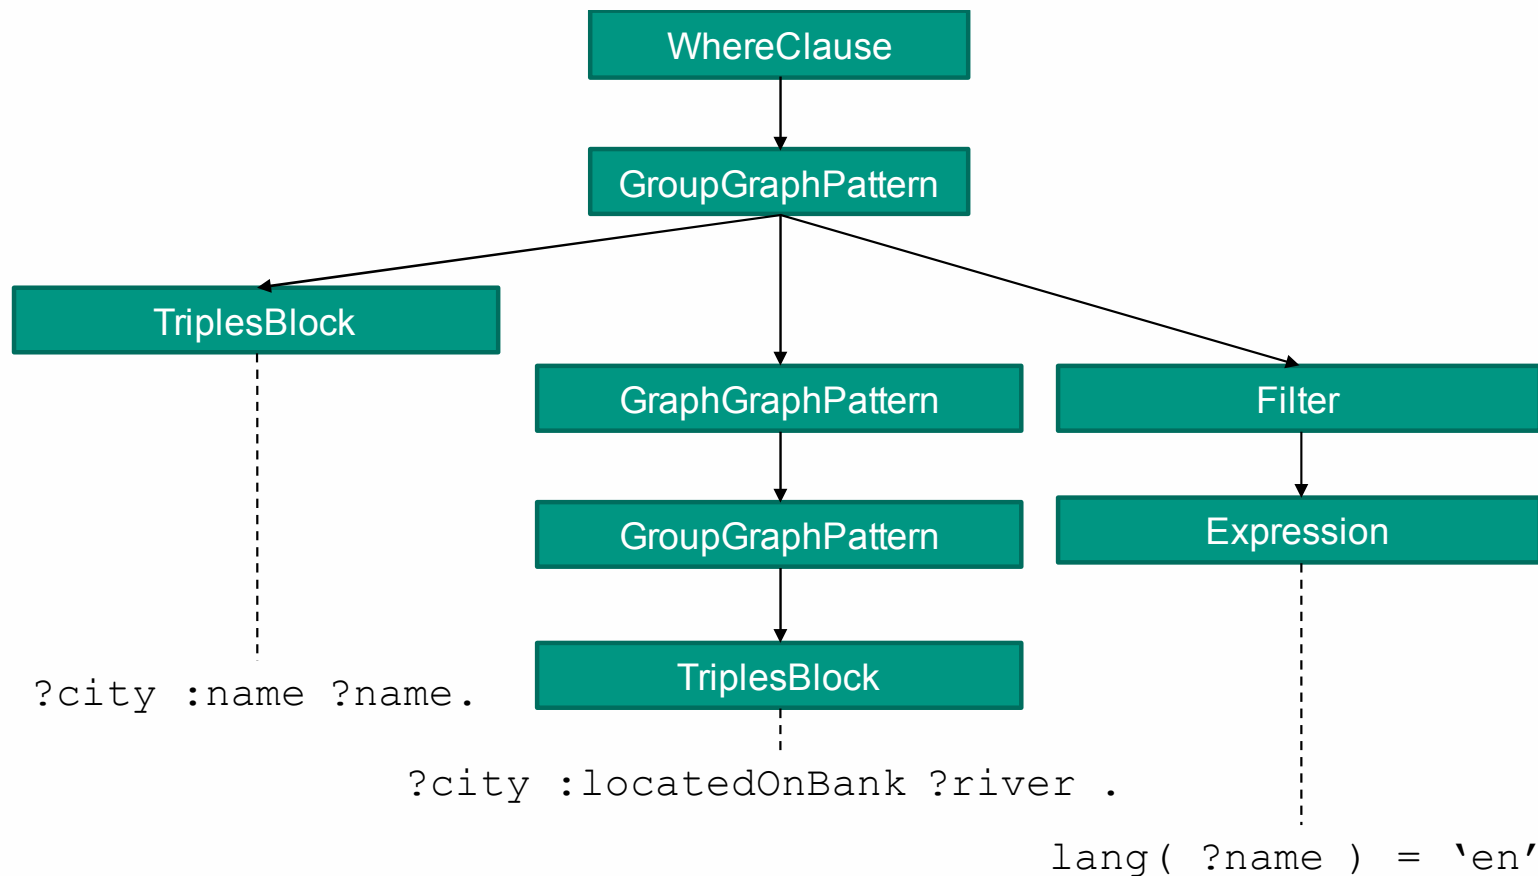 WhereClause
GroupGraphPattern
TriplesBlock
GraphGraphPattern
Filter
GroupGraphPattern
Expression
TriplesBlock
?city :name ?name.
?city :locatedOnBank ?river .
lang( ?name ) = ‘en’